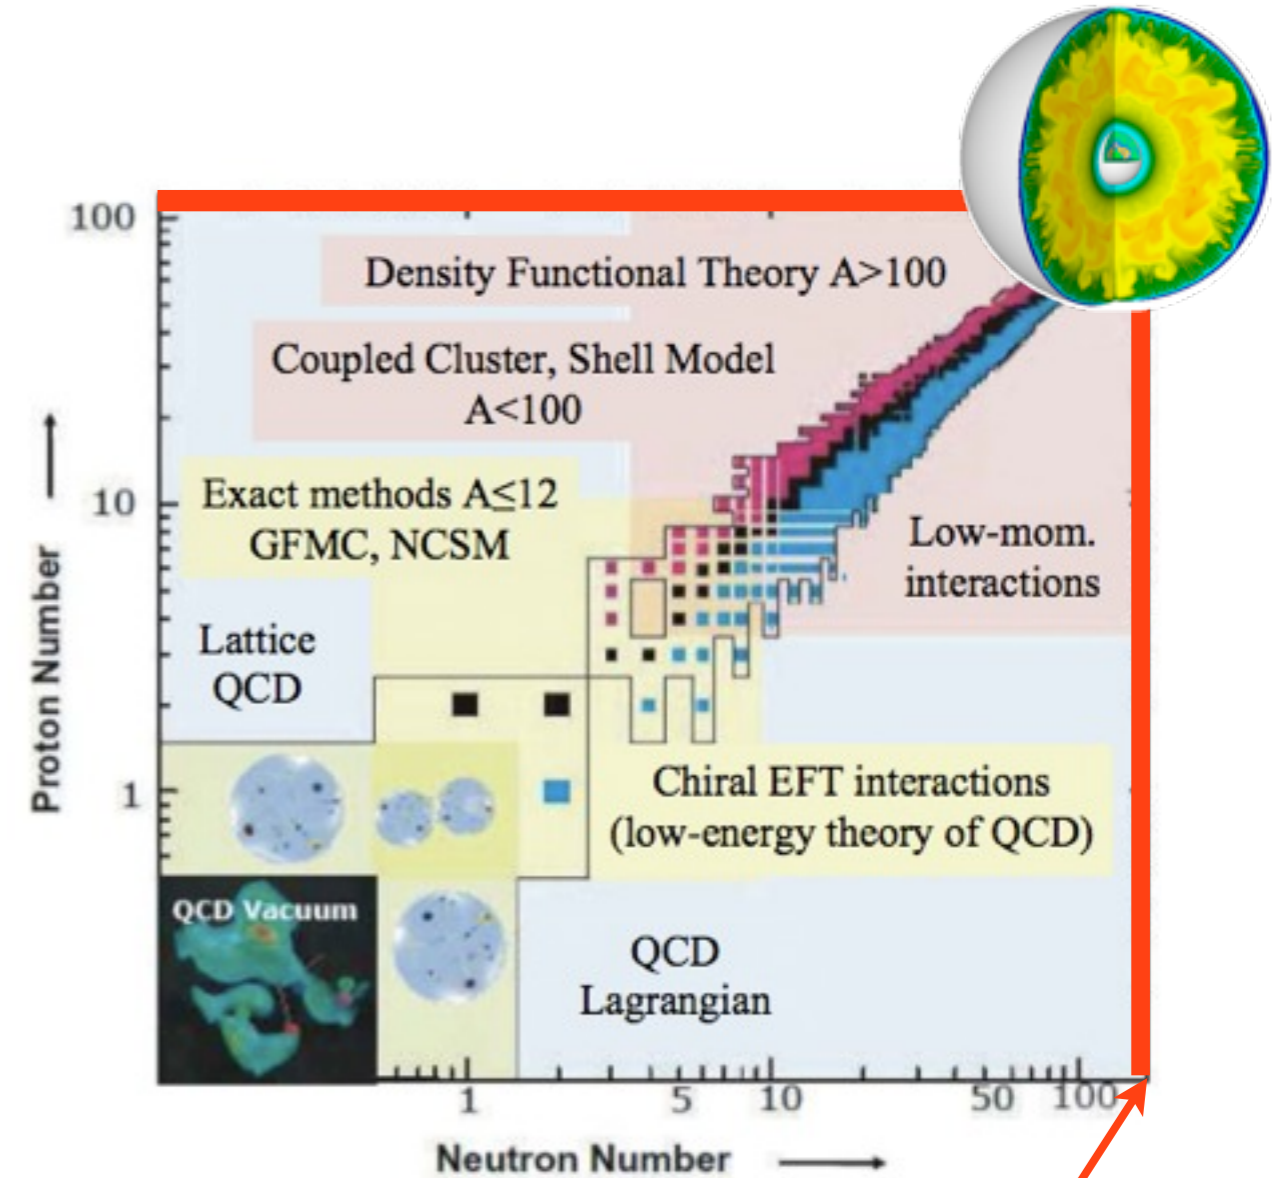 100
Density Functional Theory A>100
Coupled Cluster, Shell Model
A<100
Exact methods A≤12
GFMC, NCSM
10
Low-mom.
interactions
Lattice
QCD
Proton Number
1
Chiral EFT interactions
(low-energy theory of QCD)
QCD Vacuum
QCD
Lagrangian
1 5 10 50 100
Neutron Number